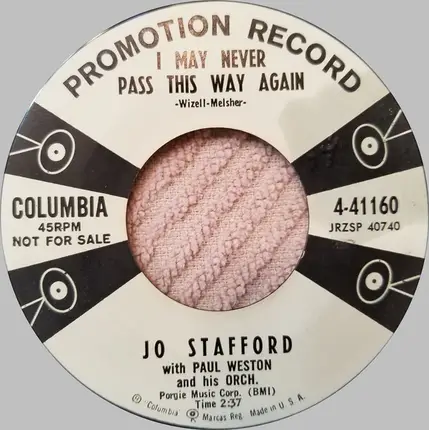 PROMOTION RECORD
I MAY NEVER
PASS THIS WAY AGAIN
-Wizell-Melsher-
COLUMBIA
45RPM
NOT FOR SALE
4-41160
JRZSP 40740
JO STAFFORD
with PAUL WESTON
and his ORCH.
Porgie Music Corp. (BMI)
Time 2:37
Columbia Marcas Reg. Made in U. S. A.